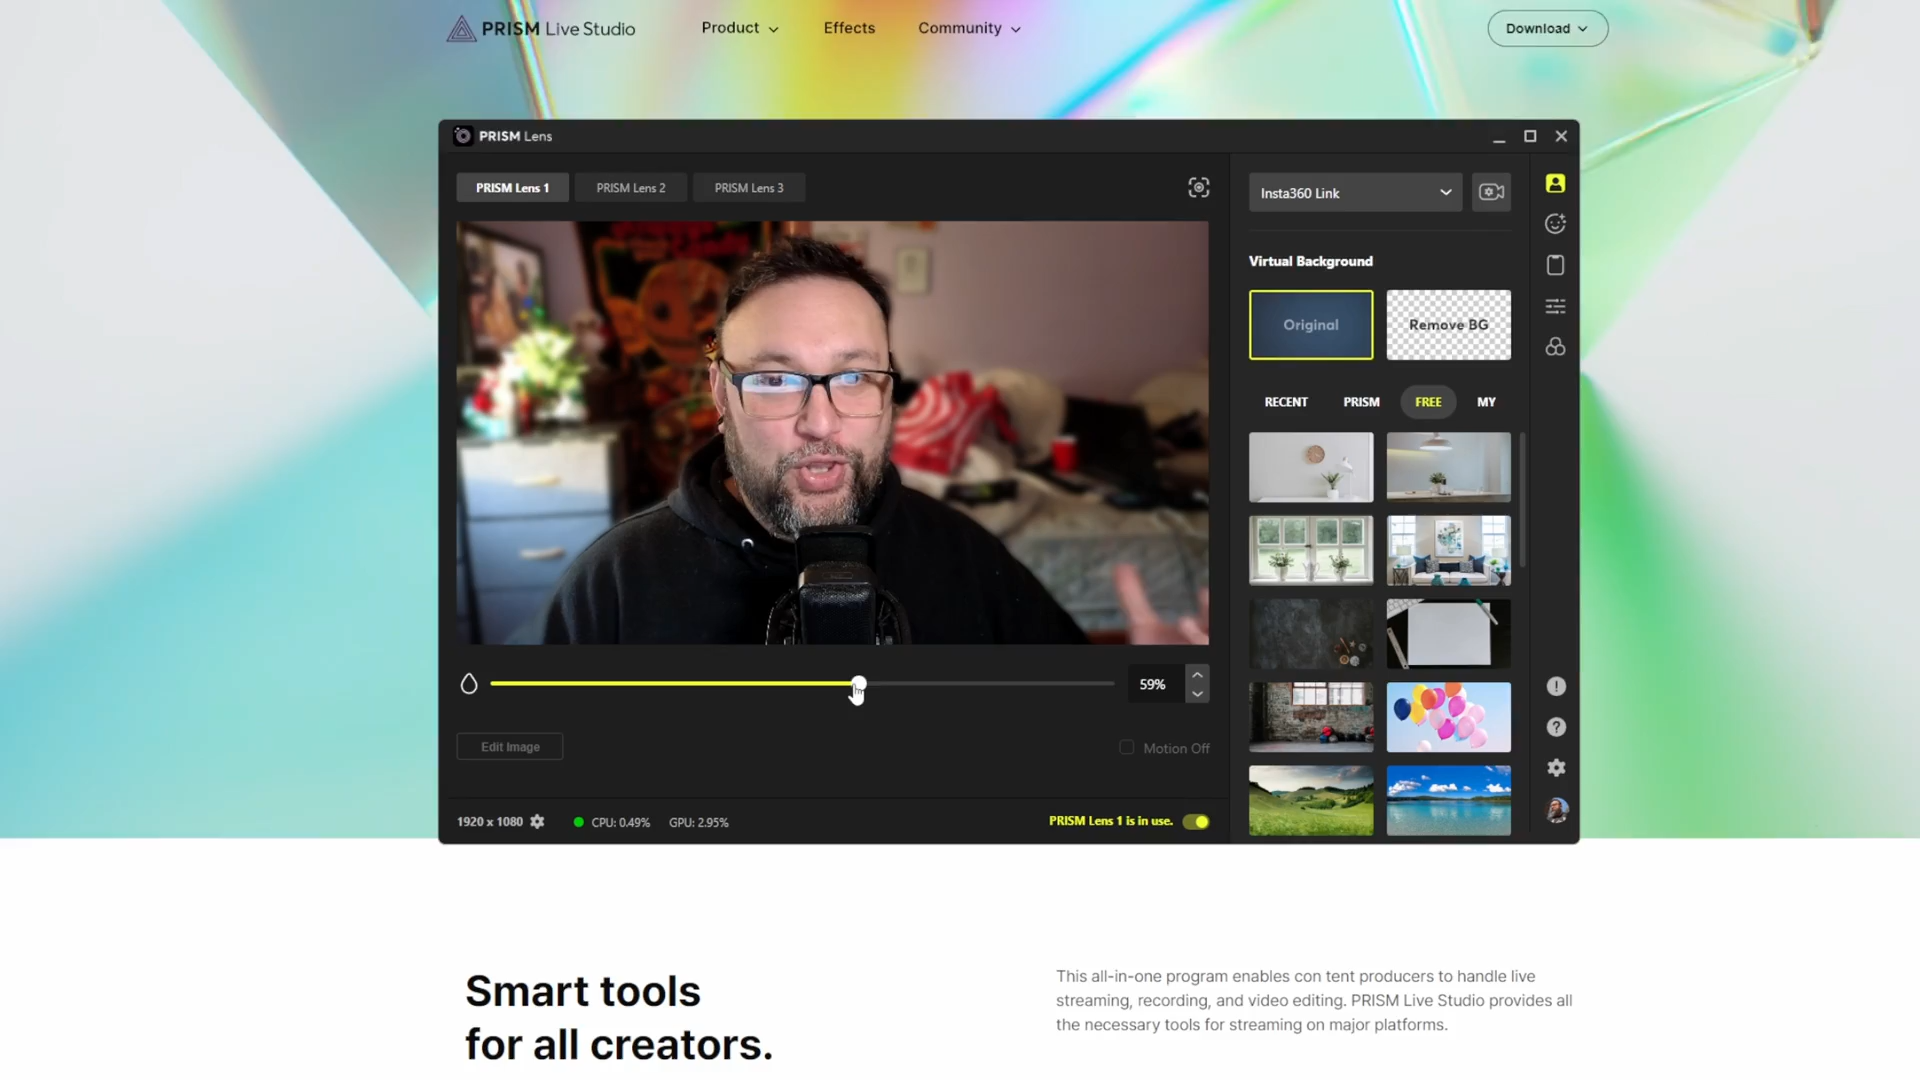 PRISM Live Studio
Product
Effects
Community
Download
PRISM Lens
PRISM Lens 1
PRISM Lens 2
PRISM Lens 3
Insta360 Link
Virtual Background
Original
Remove BG
RECENT
PRISM
FREE
MY
59%
Edit Image
Motion Off
1920 x 1080
CPU: 0.49%
GPU: 2.95%
PRISM Lens 1 is in use.
Smart tools
for all creators.
This all-in-one program enables con tent producers to handle live
streaming, recording, and video editing. PRISM Live Studio provides all
the necessary tools for streaming on major platforms.